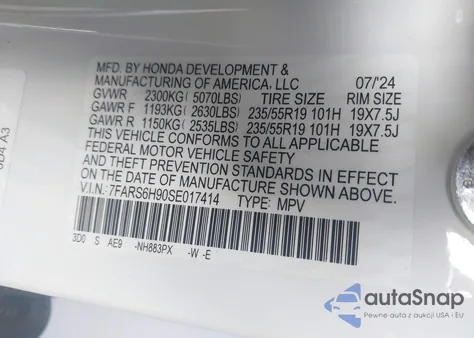 MFD. BY HONDA DEVELOPMENT &
MANUFACTURING OF AMERICA, LLC 07/'24
GVWR 2300KG ( 5070LBS) TIRE SIZE RIM SIZE
GAWR F 1193KG ( 2630LBS) 235/55R19 101H 19X7.5J
GAWR R 1150KG ( 2535LBS) 235/55R19 101H 19X7.5J
THIS VEHICLE CONFORMS TO ALL APPLICABLE
FEDERAL MOTOR VEHICLE SAFETY
AND THEFT PREVENTION STANDARDS IN EFFECT
ON THE DATE OF MANUFACTURE SHOWN ABOVE.
V.I.N: 7FARS6H90SE017414 TYPE: MPV
3D0 S AE9 -NH883PX -W -E
0D4 A3
autoSnap
Pewne auta z aukcji USA i EU